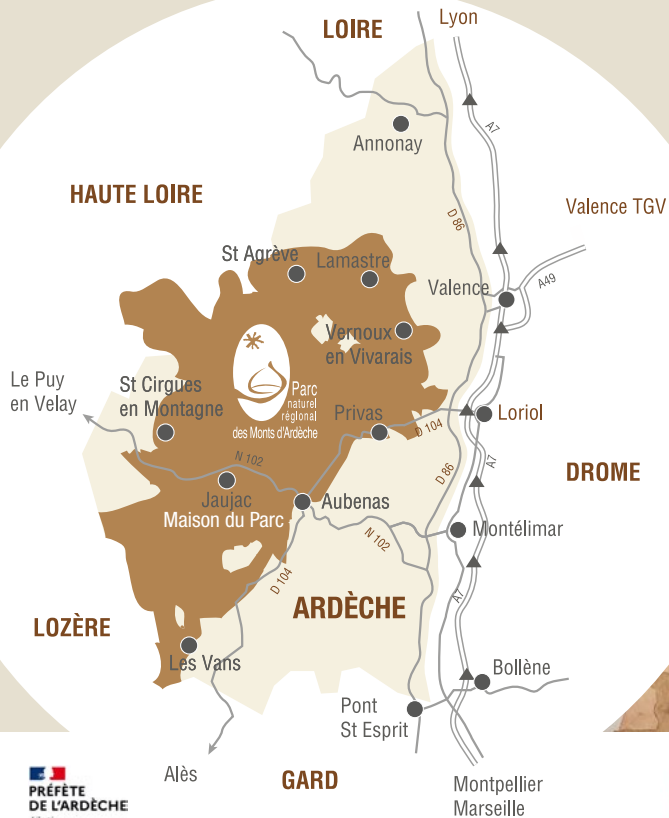 LOIRE
Lyon
A7
Annonay
HAUTE LOIRE
D 86
Valence TGV
St Agrève
Lamastre
A49
Valence
Vernoux
en Vivarais
Le Puy
en Velay
St Cirgues
en Montagne
Parc
naturel
régional
des Monts d'Ardèche
Privas
Loriol
D 104
N 102
D 86
A7
DROME
Jaujac
Maison du Parc
Aubenas
Montélimar
N 102
D 104
ARDÈCHE
A7
LOZÈRE
Les Vans
Bollène
Pont
St Esprit
Alès
GARD
Montpellier
Marseille
PRÉFÈTE
DE L'ARDÈCHE